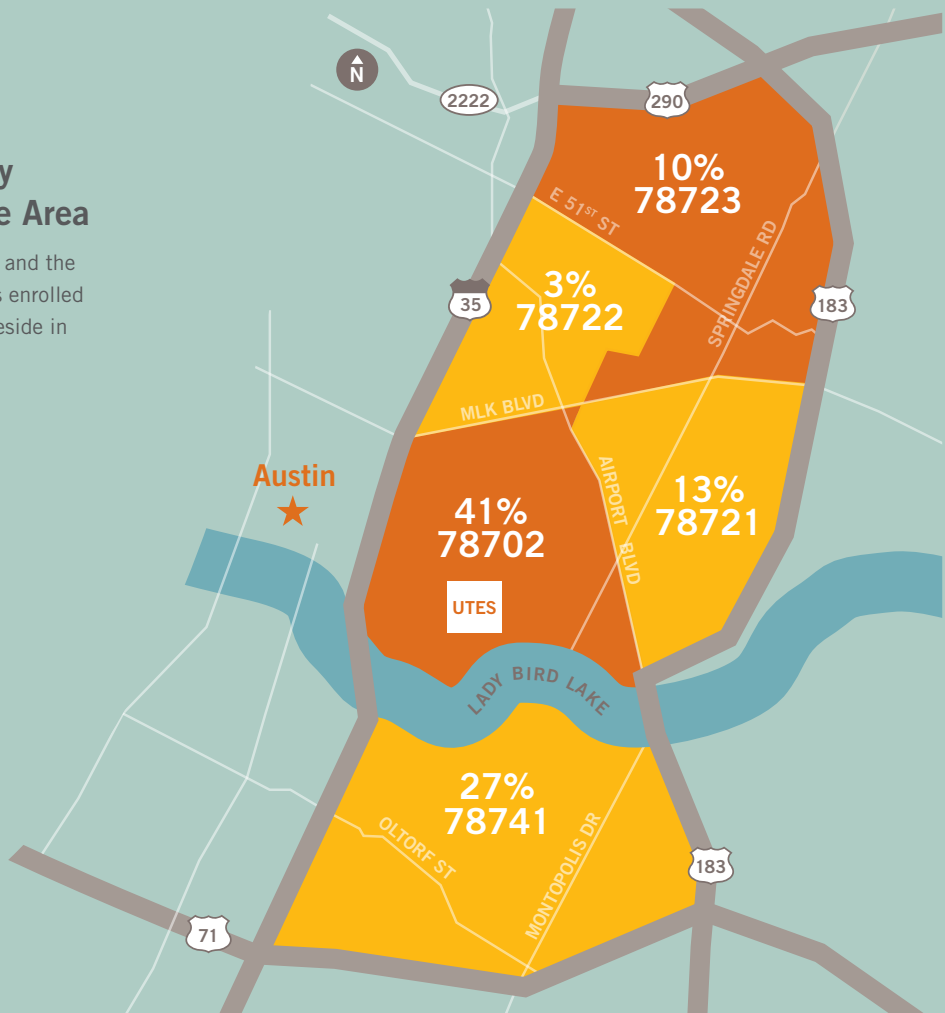 y
e Area
and the
s enrolled
eside in
N
2222
290
10%
78723
E 51ST ST
SPRINGDALE RD
3%
78722
35
183
MLK BLVD
Austin
AIRPORT BLVD
13%
78721
41%
78702
UTES
LADY BIRD LAKE
27%
78741
OLTORF ST
MONTOPOLIS DR
183
71